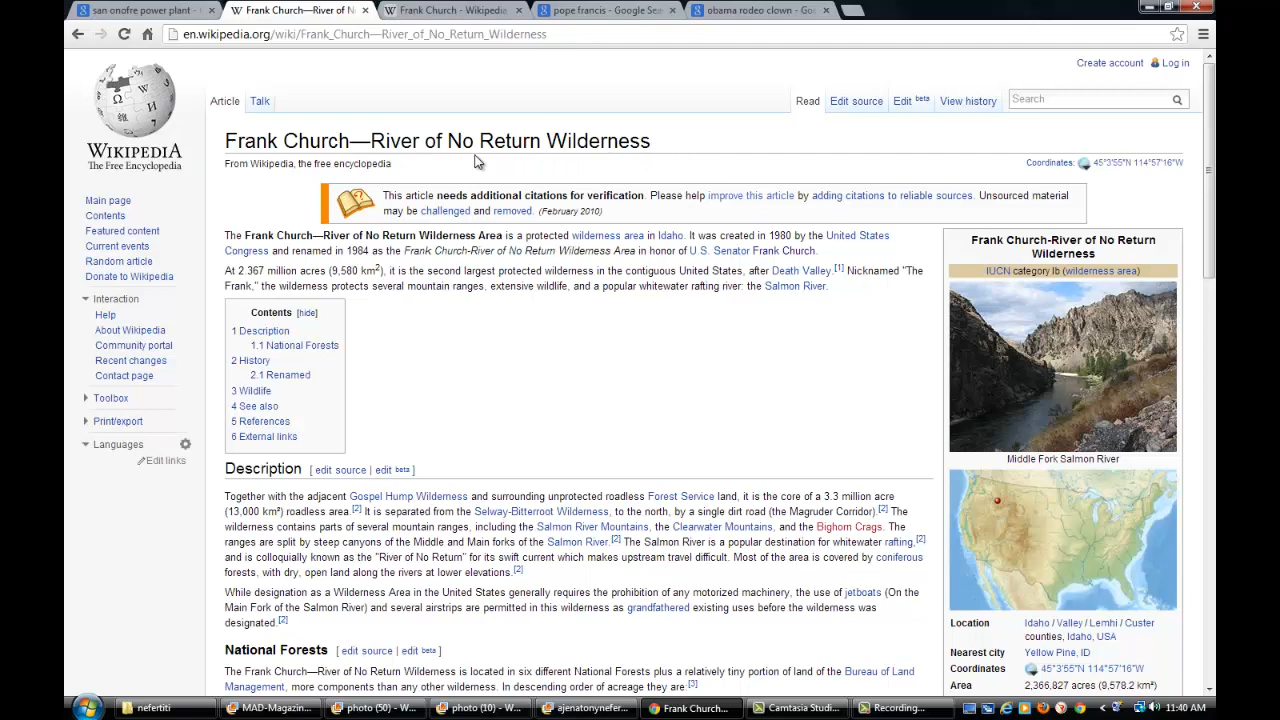 san onofre power plant -
Frank Church—River of N
Frank Church - Wikipedia
pope francis - Google Se
obama rodeo clown - Go
en.wikipedia.org/wiki/Frank_Church—River_of_No_Return_Wilderness
Create account Log in
Article Talk Read Edit source Edit beta View history Search
WIKIPEDIA
The Free Encyclopedia
Main page
Contents
Featured content
Current events
Random article
Donate to Wikipedia
Interaction
Help
About Wikipedia
Community portal
Recent changes
Contact page
Toolbox
Print/export
Languages
Edit links
Frank Church—River of No Return Wilderness
From Wikipedia, the free encyclopedia
Coordinates: 45°3′55″N 114°57′16″W
This article needs additional citations for verification. Please help improve this article by adding citations to reliable sources. Unsourced material
may be challenged and removed. (February 2010)
The Frank Church—River of No Return Wilderness Area is a protected wilderness area in Idaho. It was created in 1980 by the United States
Congress and renamed in 1984 as the Frank Church-River of No Return Wilderness Area in honor of U.S. Senator Frank Church.
At 2.367 million acres (9,580 km²), it is the second largest protected wilderness in the contiguous United States, after Death Valley.[1] Nicknamed "The
Frank," the wilderness protects several mountain ranges, extensive wildlife, and a popular whitewater rafting river: the Salmon River.
Contents [hide]
1 Description
1.1 National Forests
2 History
2.1 Renamed
3 Wildlife
4 See also
5 References
6 External links
Description [ edit source | edit beta ]
Together with the adjacent Gospel Hump Wilderness and surrounding unprotected roadless Forest Service land, it is the core of a 3.3 million acre
(13,000 km²) roadless area.[2] It is separated from the Selway-Bitterroot Wilderness, to the north, by a single dirt road (the Magruder Corridor).[2] The
wilderness contains parts of several mountain ranges, including the Salmon River Mountains, the Clearwater Mountains, and the Bighorn Crags. The
ranges are split by steep canyons of the Middle and Main forks of the Salmon River.[2] The Salmon River is a popular destination for whitewater rafting,[2]
and is colloquially known as the "River of No Return" for its swift current which makes upstream travel difficult. Most of the area is covered by coniferous
forests, with dry, open land along the rivers at lower elevations.[2]
While designation as a Wilderness Area in the United States generally requires the prohibition of any motorized machinery, the use of jetboats (On the
Main Fork of the Salmon River) and several airstrips are permitted in this wilderness as grandfathered existing uses before the wilderness was
designated.[2]
National Forests [ edit source | edit beta ]
The Frank Church—River of No Return Wilderness is located in six different National Forests plus a relatively tiny portion of land of the Bureau of Land
Management, more components than any other wilderness. In descending order of acreage they are:[3]
Frank Church-River of No Return
Wilderness
IUCN category Ib (wilderness area)
Middle Fork Salmon River
Location Idaho / Valley / Lemhi / Custer
counties, Idaho, USA
Nearest city Yellow Pine, ID
Coordinates 45°3′55″N 114°57′16″W
Area 2,366,827 acres (9,578.2 km²)
nefertiti
MAD-Magazin...
photo (50) - W...
photo (10) - W...
ajenatonynefer...
Frank Church...
Camtasia Studi...
Recording...
11:40 AM